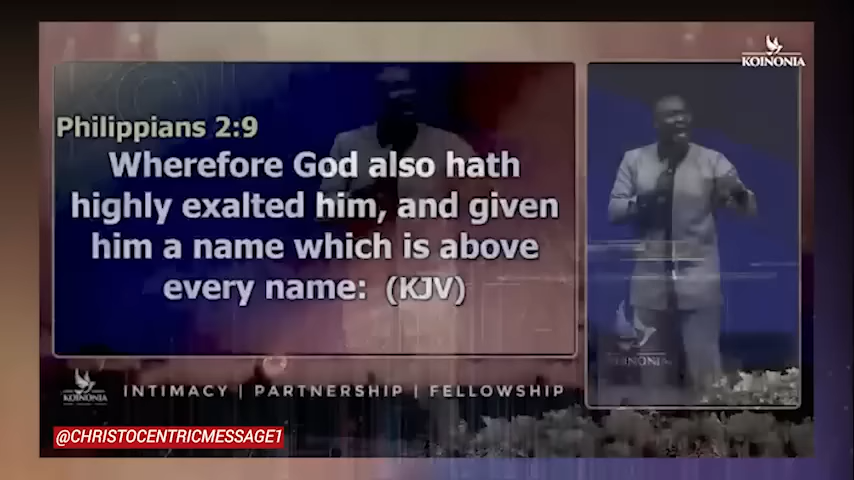 KOINONIA
Philippians 2:9
Wherefore God also hath
highly exalted him, and given
him a name which is above
every name: (KJV)
KOINONIA
KOINONIA
INTIMACY | PARTNERSHIP | FELLOWSHIP
@CHRISTOCENTRICMESSAGE1